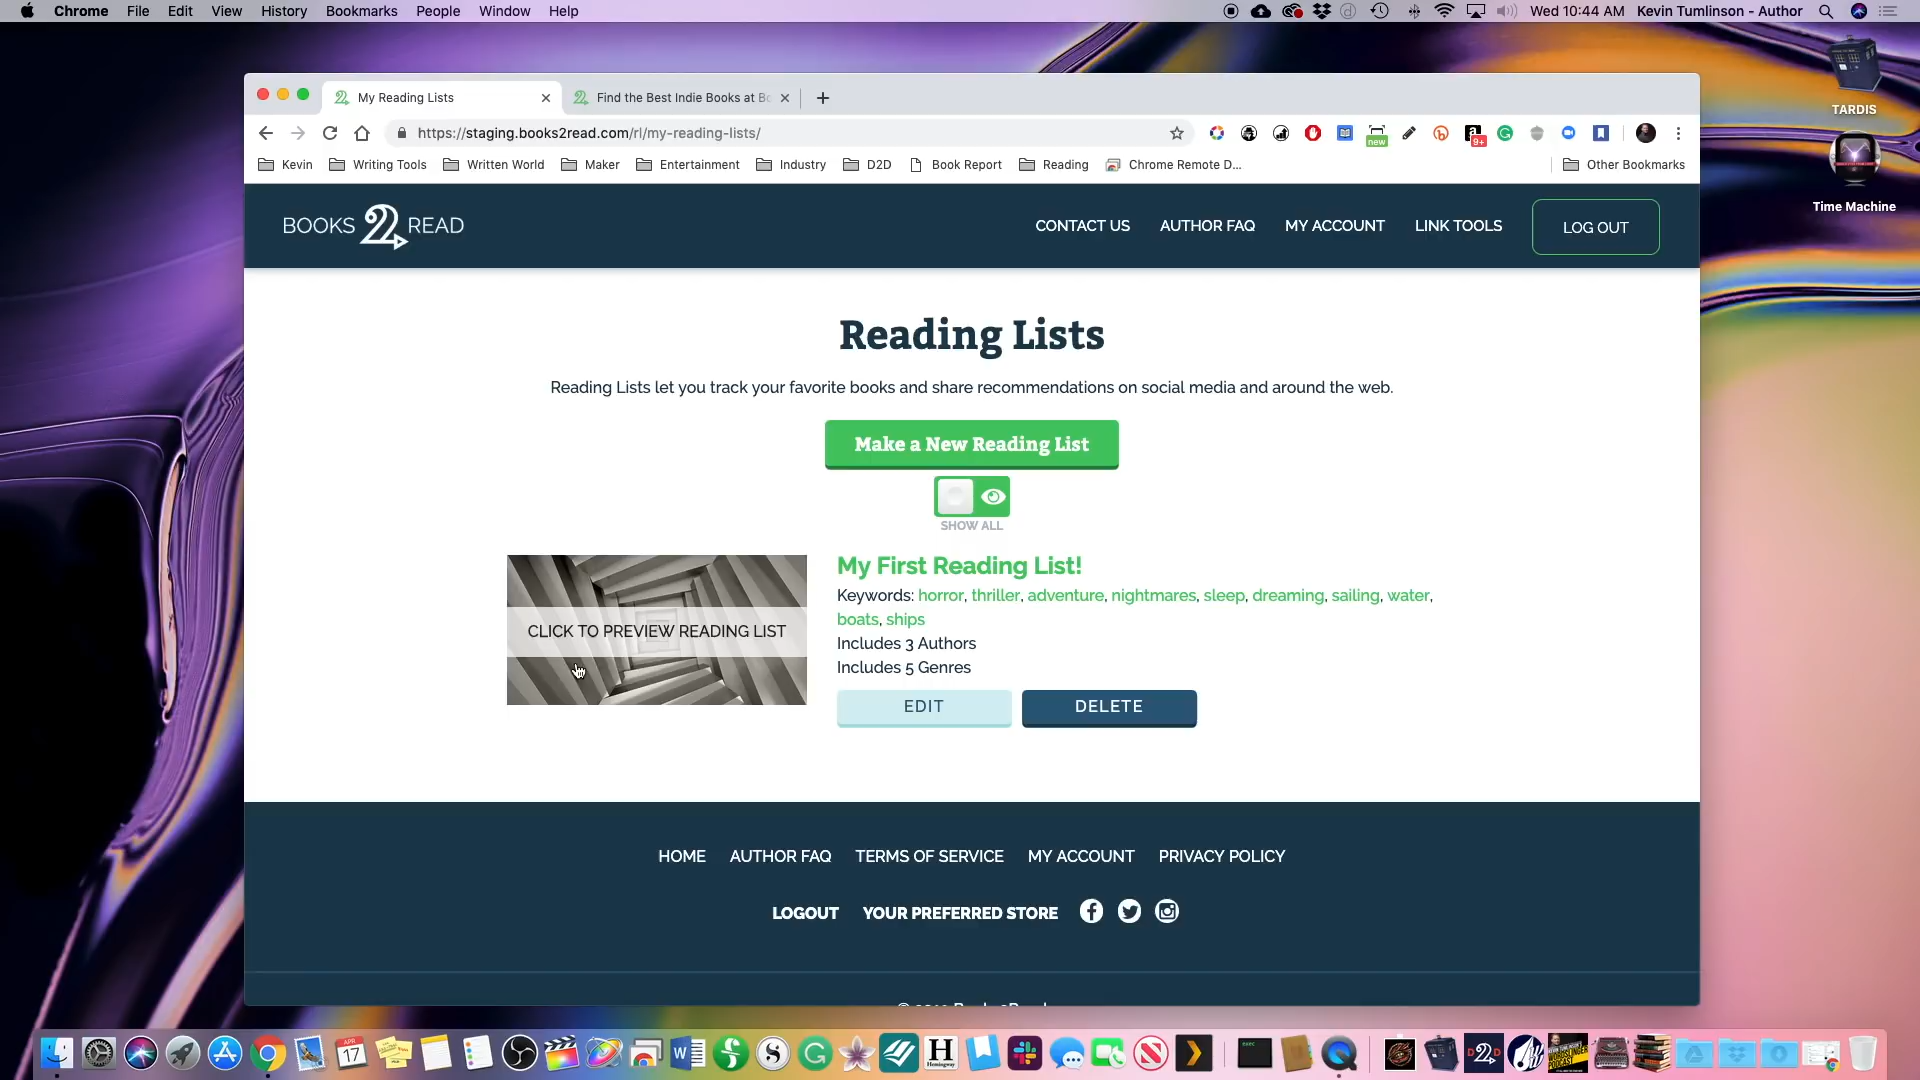 Chrome File Edit View History Bookmarks People Window Help Wed 10:44 AM Kevin Tumlinson - Author
TARDIS
Time Machine
My Reading Lists Find the Best Indie Books at Bo
https://staging.books2read.com/rl/my-reading-lists/
new 9+
Kevin Writing Tools Written World Maker Entertainment Industry D2D Book Report Reading Chrome Remote D... Other Bookmarks
BOOKS 2 READ CONTACT US AUTHOR FAQ MY ACCOUNT LINK TOOLS LOG OUT
Reading Lists
Reading Lists let you track your favorite books and share recommendations on social media and around the web.
Make a New Reading List
SHOW ALL
CLICK TO PREVIEW READING LIST
My First Reading List!
Keywords: horror, thriller, adventure, nightmares, sleep, dreaming, sailing, water,
boats, ships
Includes 3 Authors
Includes 5 Genres
EDIT DELETE
HOME AUTHOR FAQ TERMS OF SERVICE MY ACCOUNT PRIVACY POLICY
LOGOUT YOUR PREFERRED STORE
APR
17